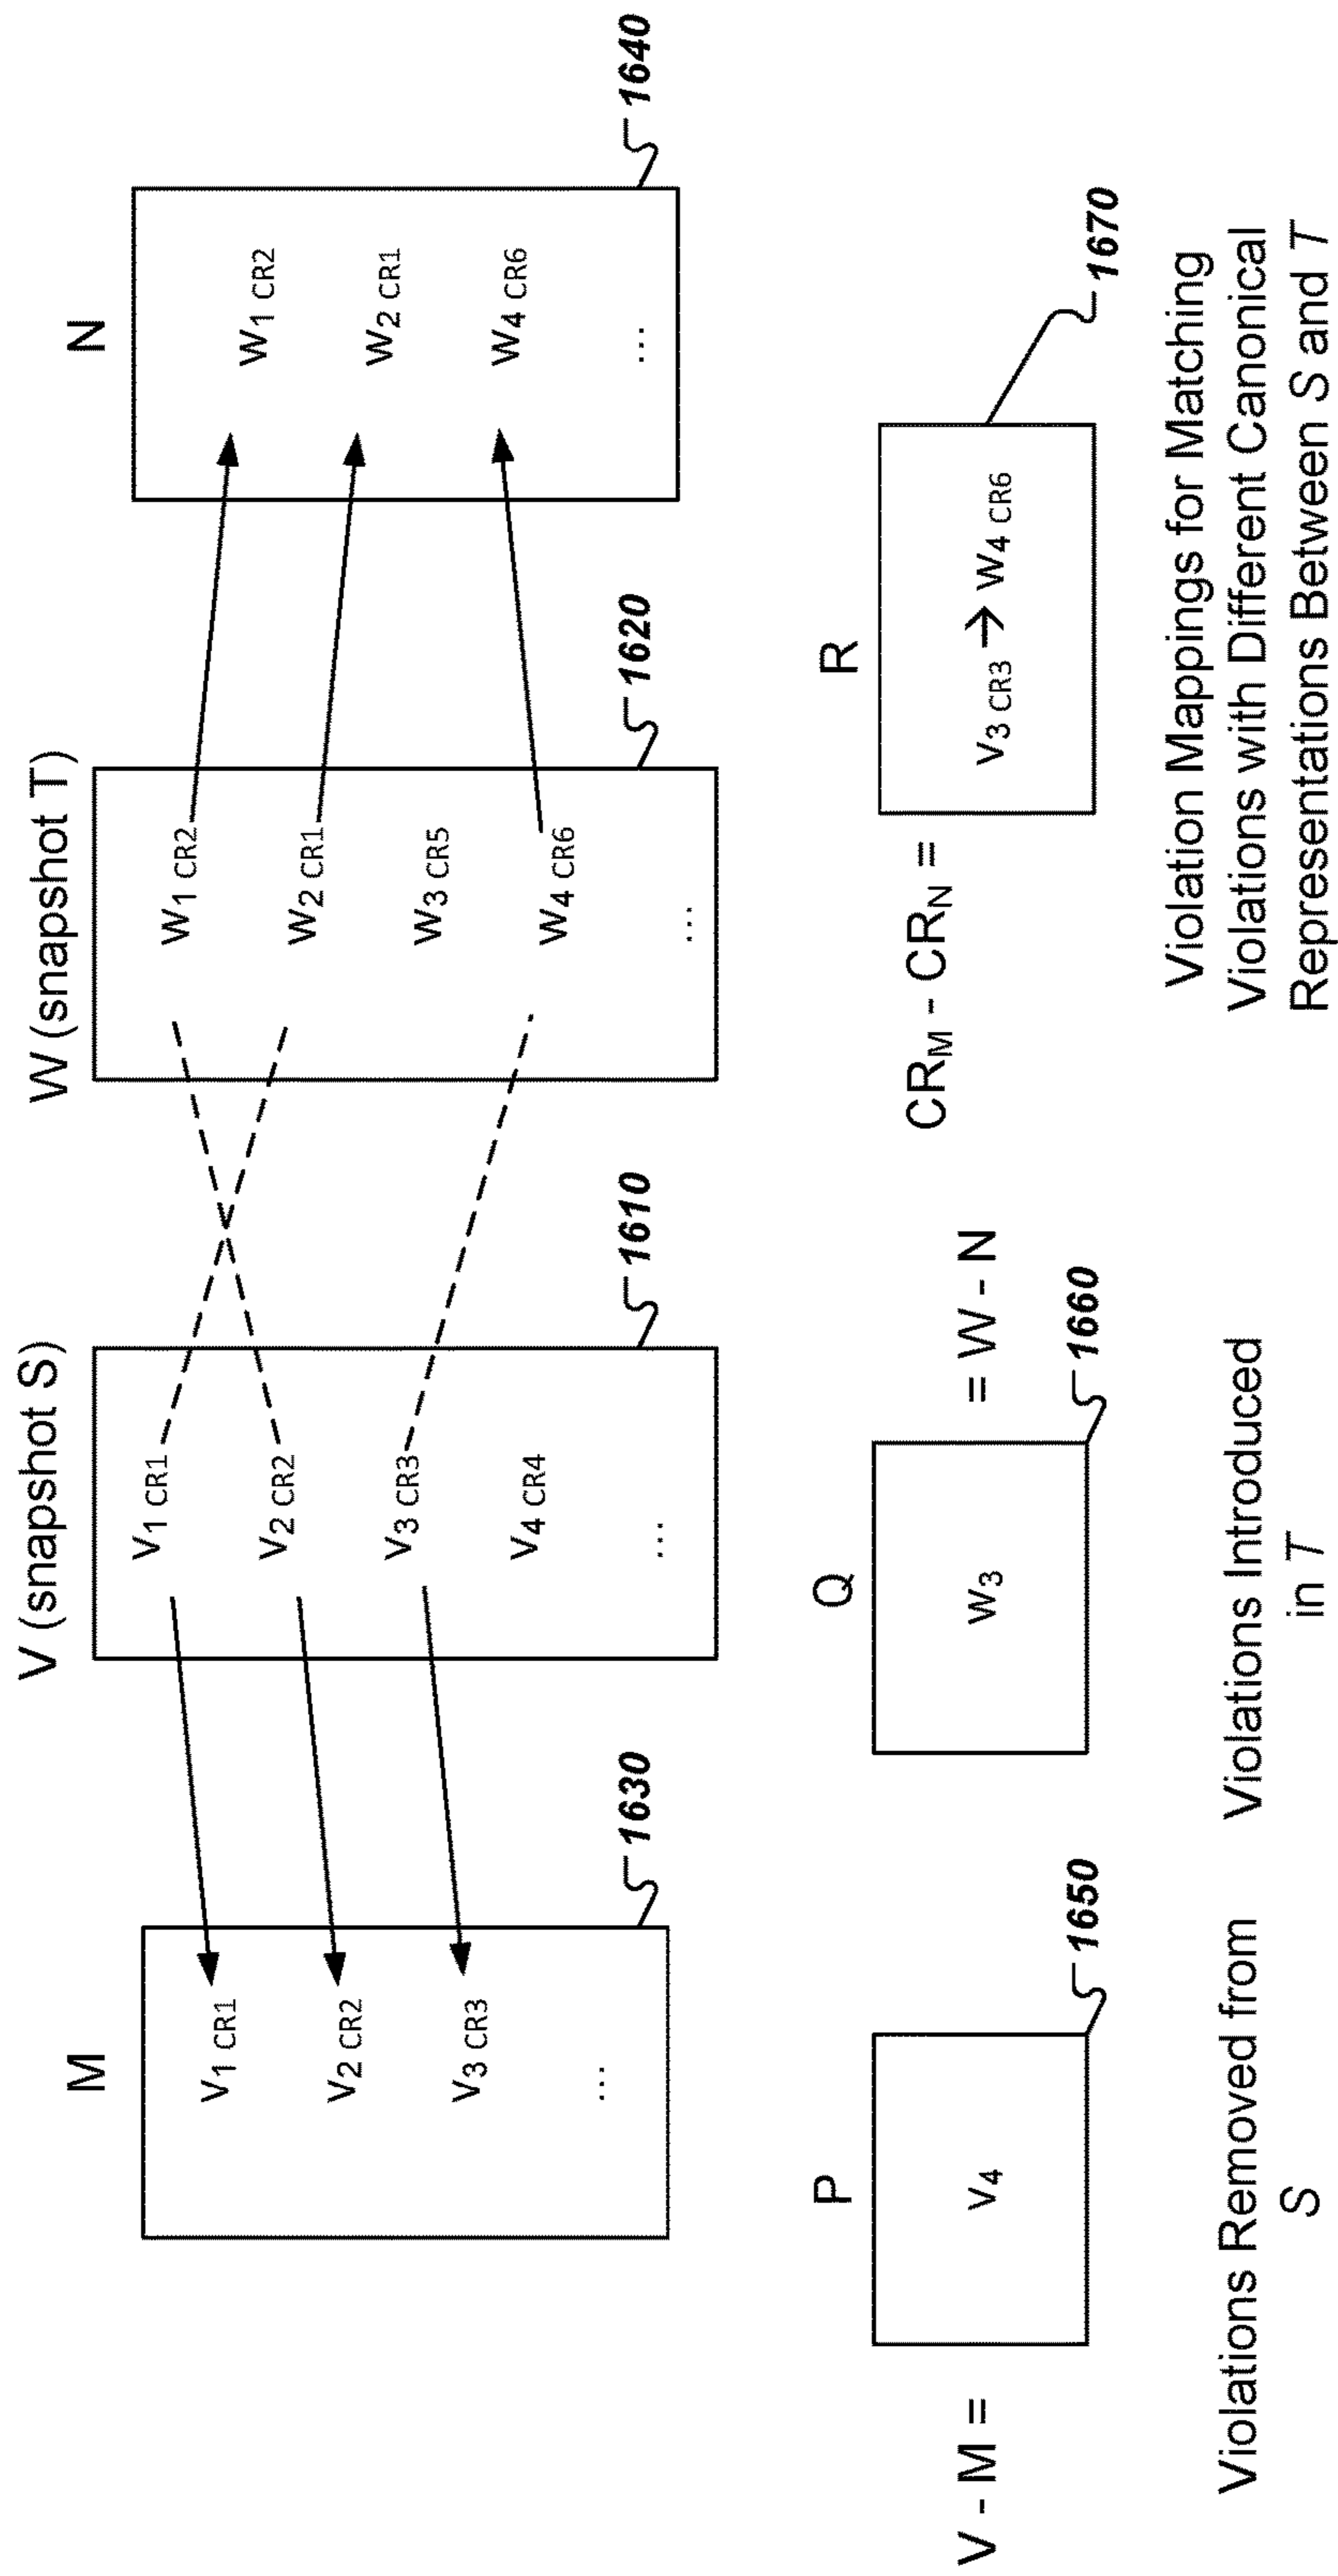 M
V (snapshot S)
W (snapshot T)
N
V1 CR1
V2 CR2
V3 CR3
...
1630
V1 CR1
V2 CR2
V3 CR3
V4 CR4
...
1610
W1 CR2
W2 CR1
W3 CR5
W4 CR6
...
1620
W1 CR2
W2 CR1
W4 CR6
...
1640
P
V - M =
V4
1650
Violations Removed from
S
Q
W3
= W - N
1660
Violations Introduced
in T
R
CRM - CRN =
V3 CR3 → W4 CR6
1670
Violation Mappings for Matching
Violations with Different Canonical
Representations Between S and T